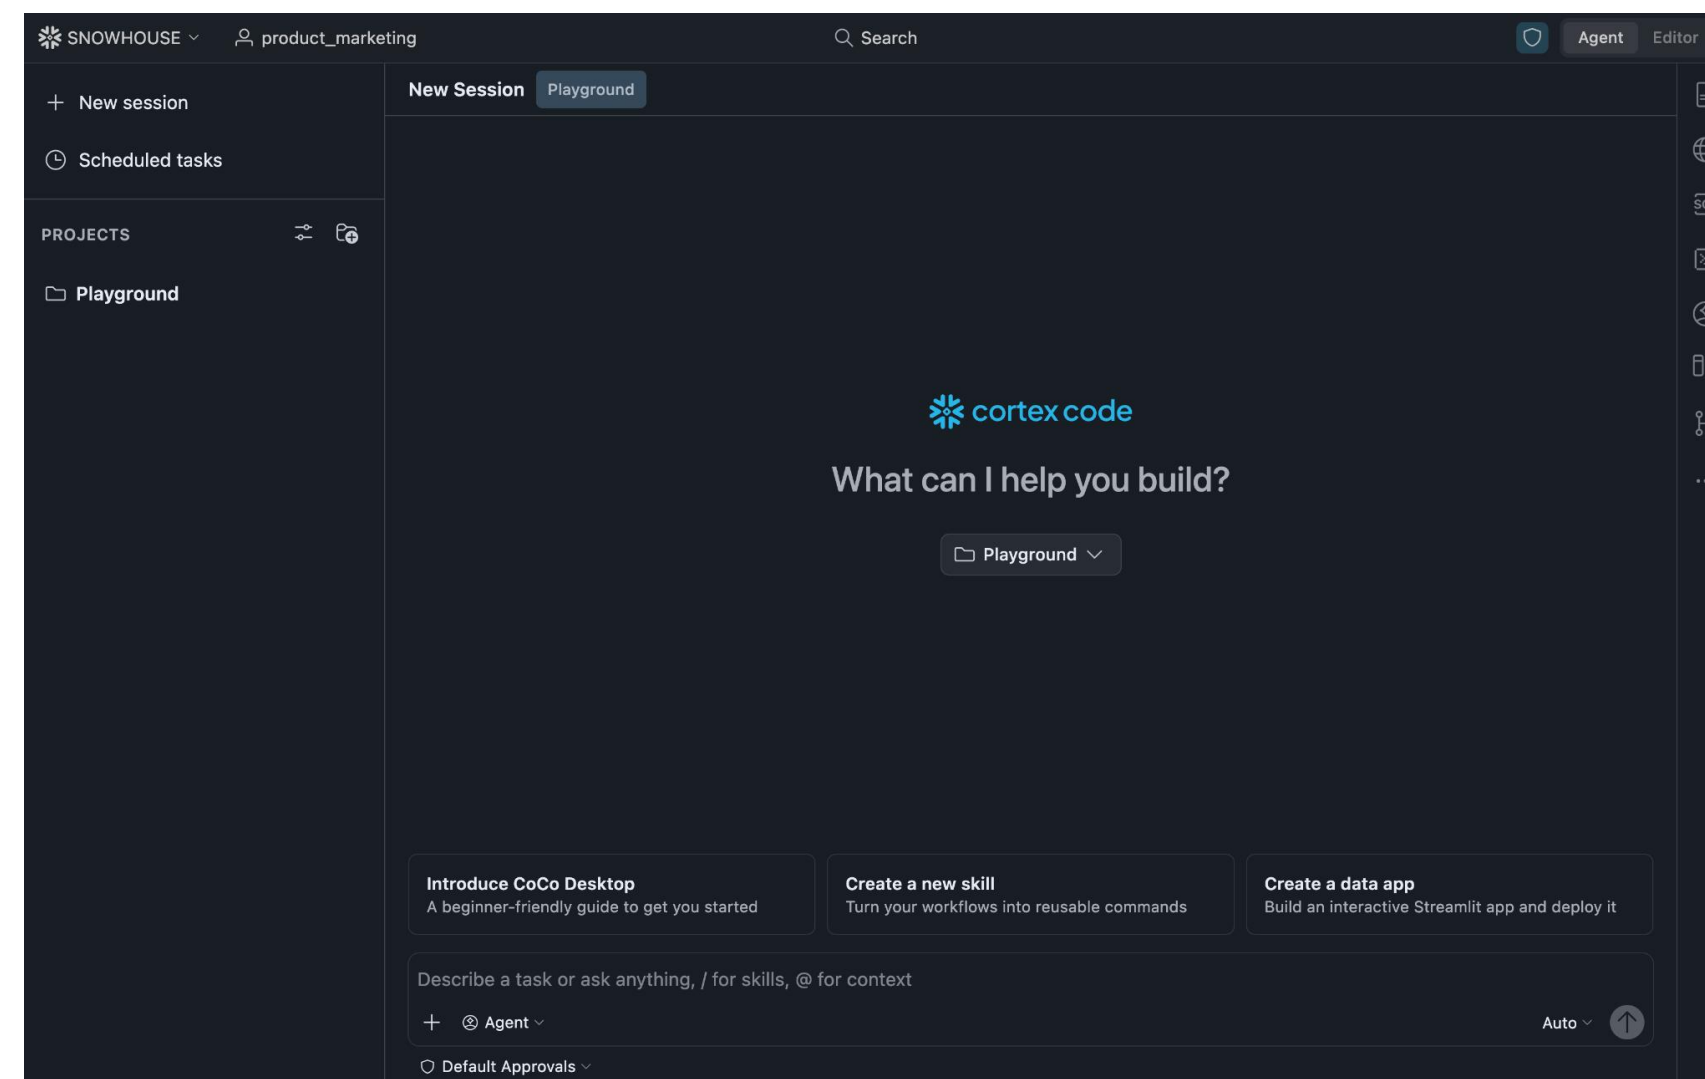 SNOWHOUSE
product_marketing
Search
Agent
Editor
New session
Scheduled tasks
PROJECTS
Playground
New Session
Playground
cortex code
What can I help you build?
Playground
Introduce CoCo Desktop
A beginner-friendly guide to get you started
Create a new skill
Turn your workflows into reusable commands
Create a data app
Build an interactive Streamlit app and deploy it
Describe a task or ask anything, / for skills, @ for context
Agent
Auto
Default Approvals